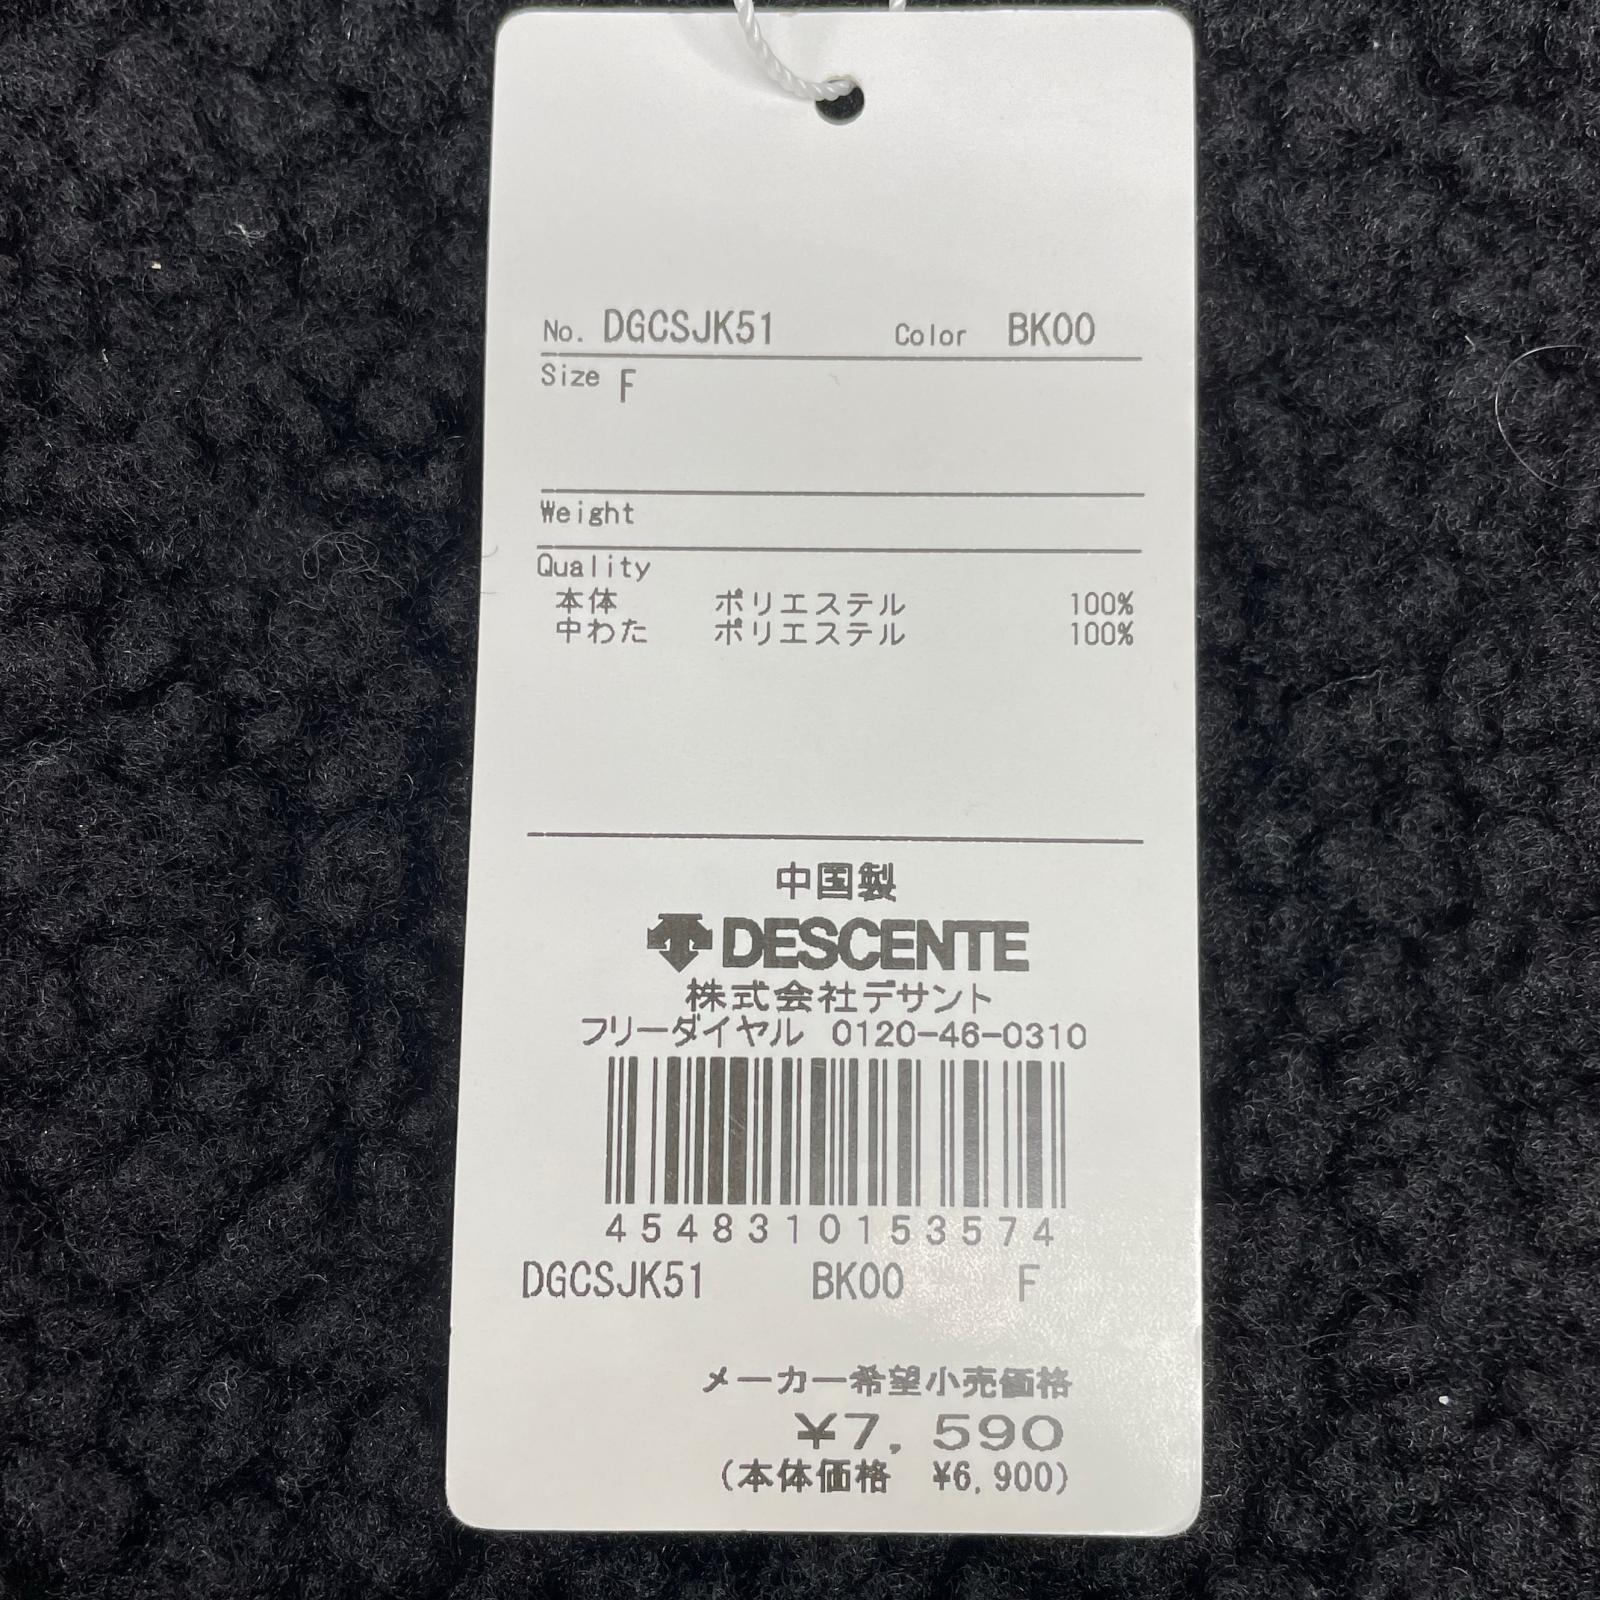 No. DGCSJK51 Color BK00
Size F
Weight
Quality
本体 ポリエステル 100%
中わた ポリエステル 100%
中国製
DESCENTE
株式会社デサント
フリーダイヤル 0120-46-0310
4548310153574
DGCSJK51 BK00 F
メーカー希望小売価格
¥7,590
(本体価格 ¥6,900)